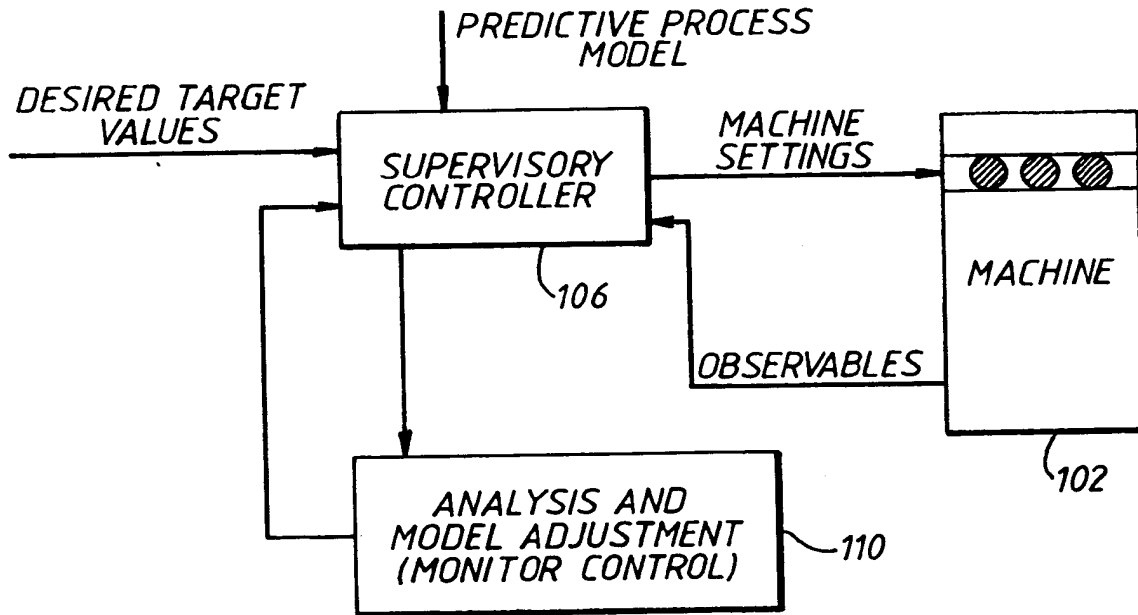 PREDICTIVE PROCESS
MODEL
DESIRED TARGET
VALUES
SUPERVISORY
CONTROLLER
106
MACHINE
SETTINGS
MACHINE
OBSERVABLES
102
ANALYSIS AND
MODEL ADJUSTMENT
(MONITOR CONTROL)
110